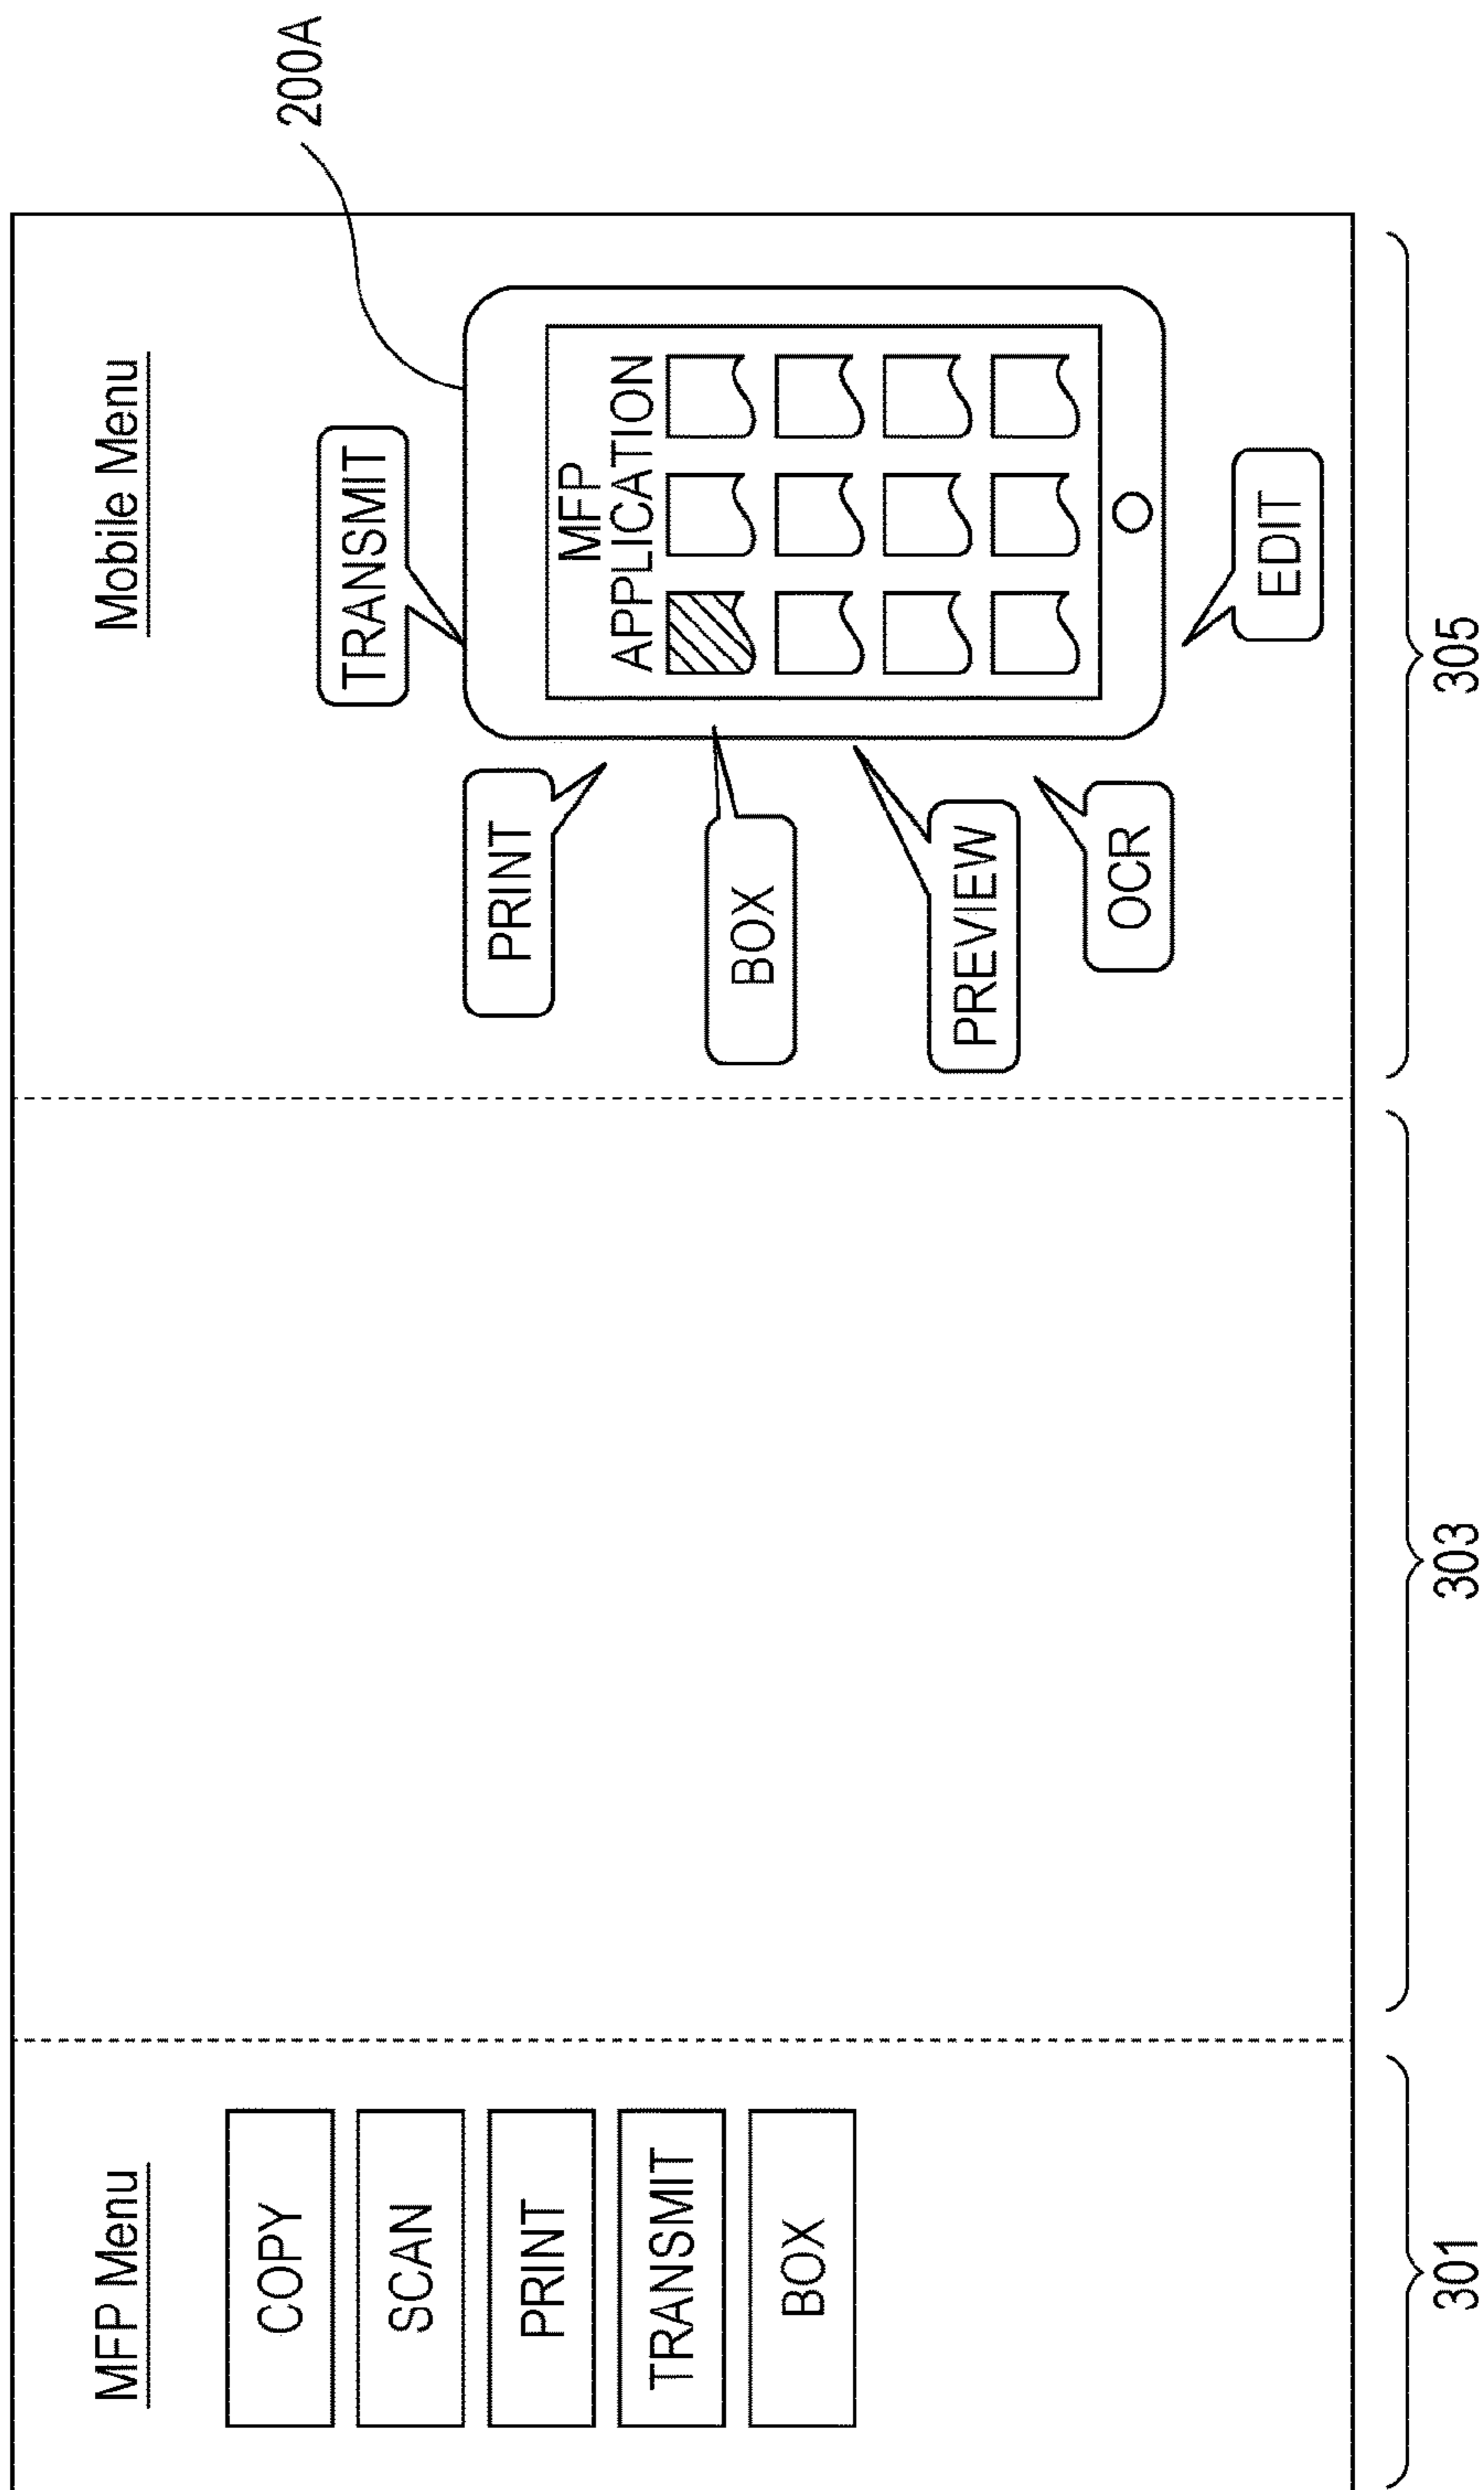 MFP Menu
COPY
SCAN
PRINT
TRANSMIT
BOX
301
303
Mobile Menu
200A
TRANSMIT
PRINT
BOX
PREVIEW
OCR
EDIT
MFP
APPLICATION
305